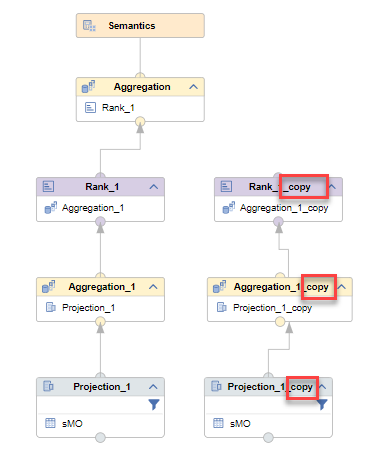 Semantics
Aggregation
Rank_1
Rank_1
Aggregation_1
Rank_1_copy
Aggregation_1_copy
Aggregation_1
Projection_1
Aggregation_1_copy
Projection_1_copy
Projection_1
sMO
Projection_1_copy
sMO